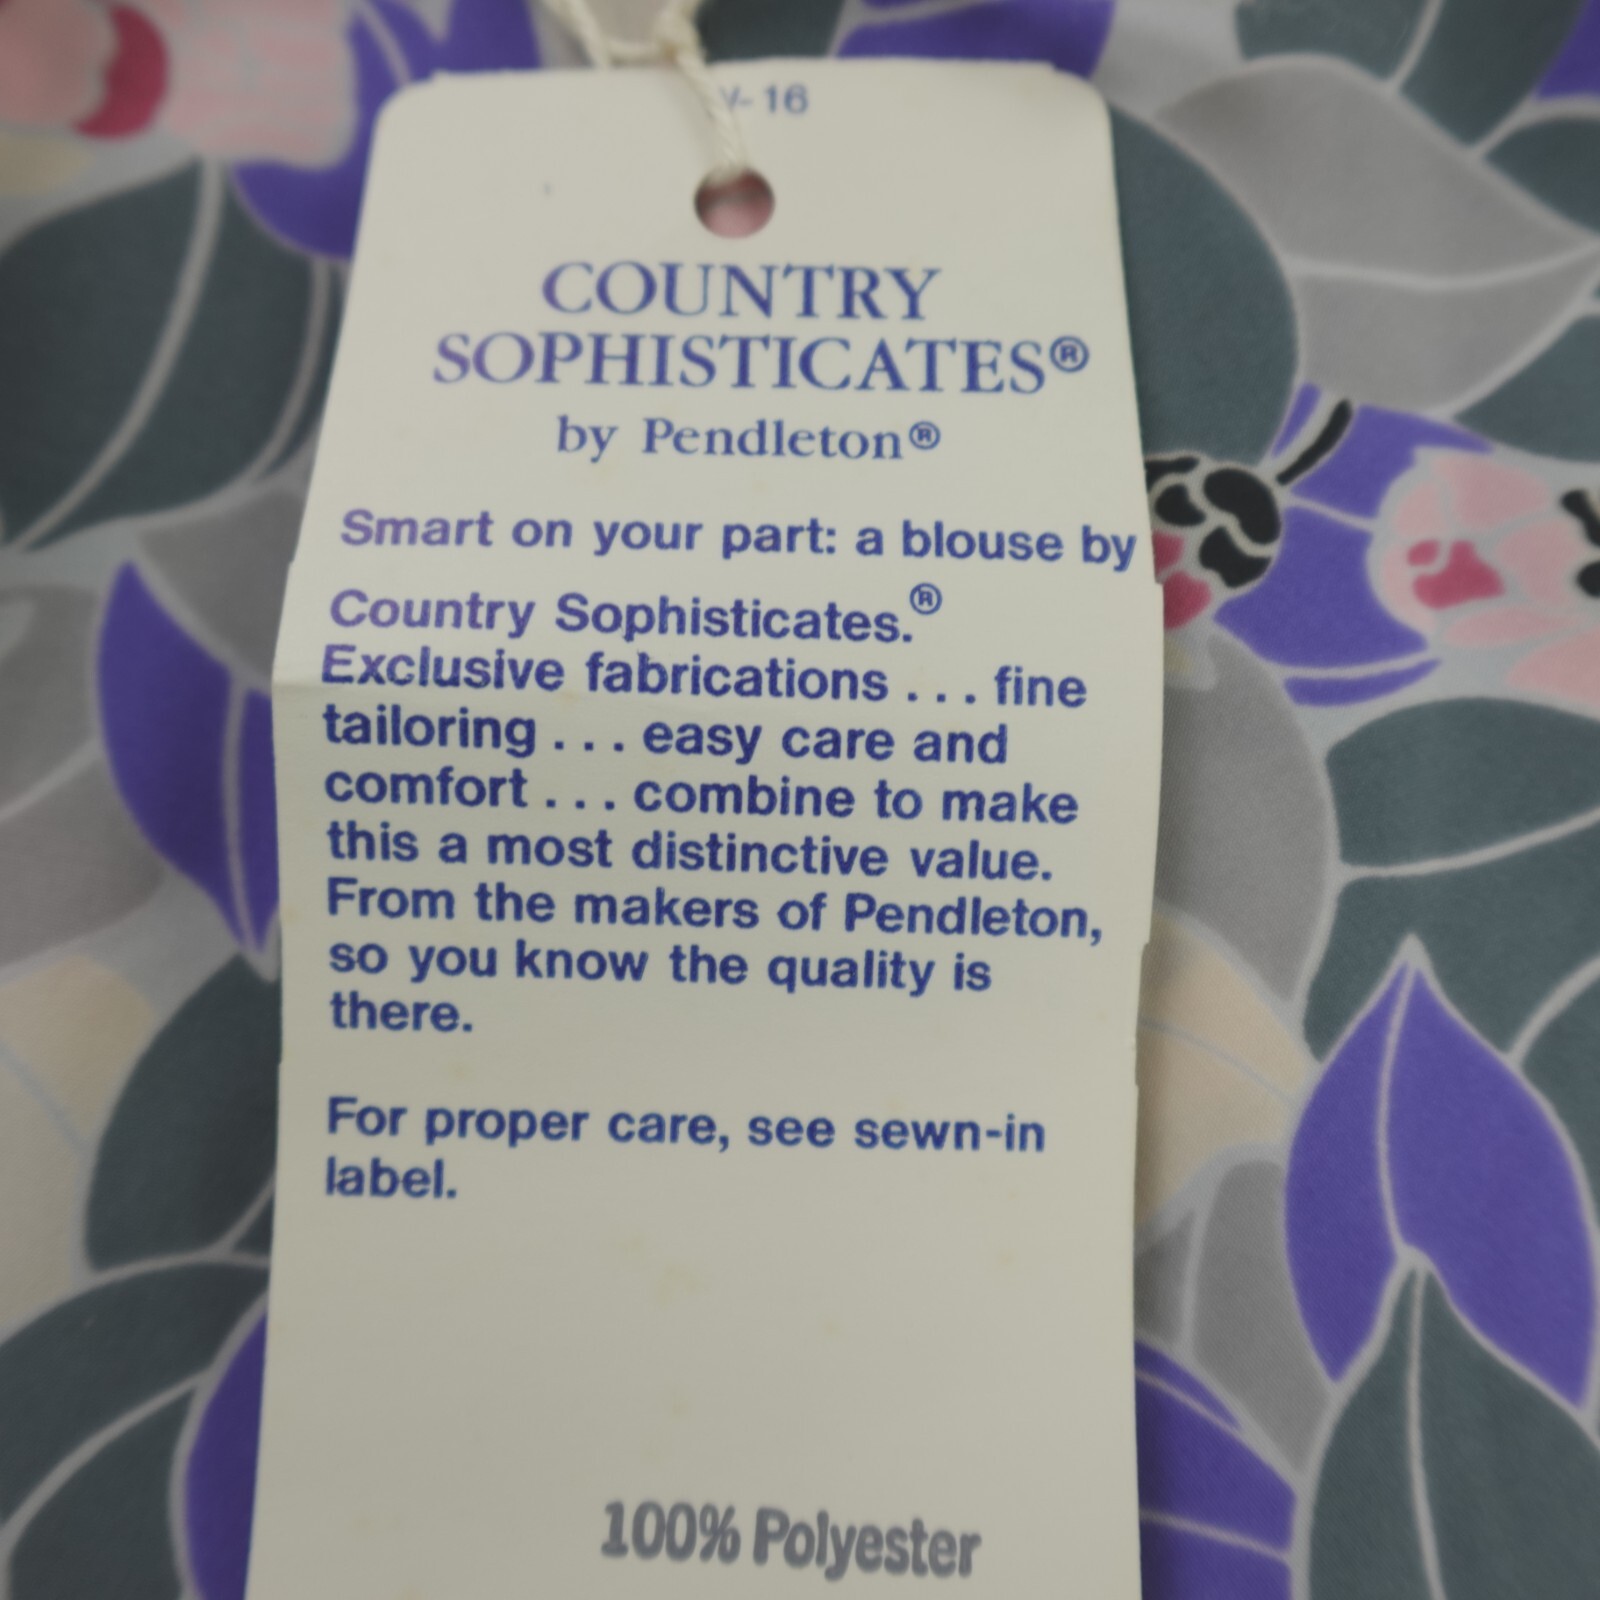 - 16
COUNTRY
SOPHISTICATES®
by Pendleton®
Smart on your part: a blouse by
Country Sophisticates.®
Exclusive fabrications . . . fine
tailoring . . . easy care and
comfort . . . combine to make
this a most distinctive value.
From the makers of Pendleton,
so you know the quality is
there.
For proper care, see sewn-in
label.
100% Polyester